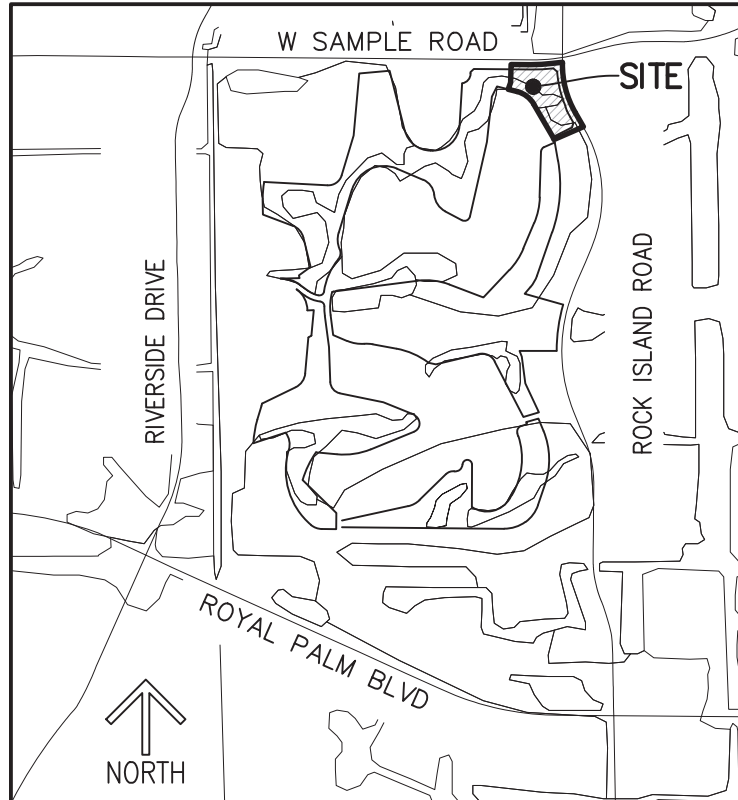 W SAMPLE ROAD
SITE
RIVERSIDE DRIVE
ROCK ISLAND ROAD
ROYAL PALM BLVD
NORTH